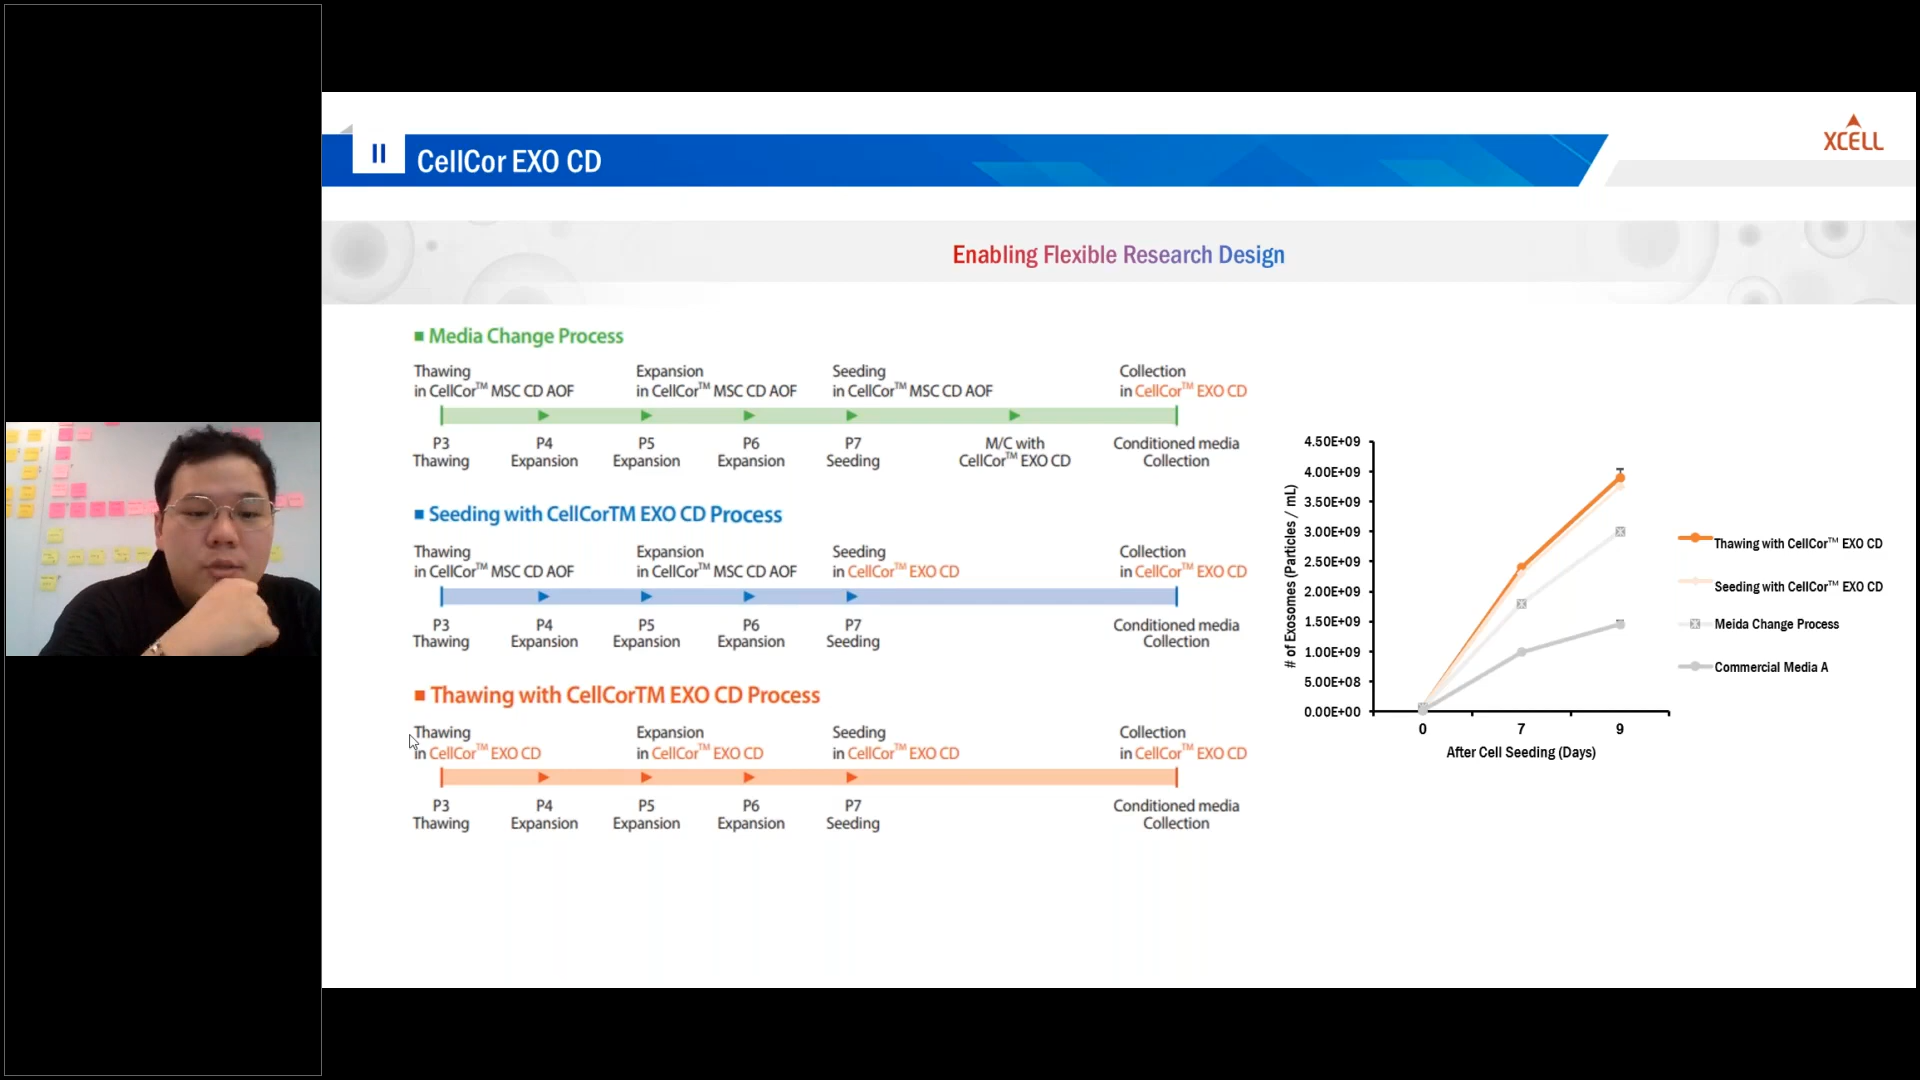 II
CellCor EXO CD
XCELL
Enabling Flexible Research Design
■ Media Change Process
Thawing
in CellCor™ MSC CD AOF
Expansion
in CellCor™ MSC CD AOF
Seeding
in CellCor™ MSC CD AOF
Collection
in CellCor™ EXO CD
P3
Thawing
P4
Expansion
P5
Expansion
P6
Expansion
P7
Seeding
M/C with
CellCor™ EXO CD
Conditioned media
Collection
■ Seeding with CellCorTM EXO CD Process
Thawing
in CellCor™ MSC CD AOF
Expansion
in CellCor™ MSC CD AOF
Seeding
in CellCor™ EXO CD
Collection
in CellCor™ EXO CD
P3
Thawing
P4
Expansion
P5
Expansion
P6
Expansion
P7
Seeding
Conditioned media
Collection
■ Thawing with CellCorTM EXO CD Process
Thawing
in CellCor™ EXO CD
Expansion
in CellCor™ EXO CD
Seeding
in CellCor™ EXO CD
Collection
in CellCor™ EXO CD
P3
Thawing
P4
Expansion
P5
Expansion
P6
Expansion
P7
Seeding
Conditioned media
Collection
# of Exosomes (Particles / mL)
4.50E+09
4.00E+09
3.50E+09
3.00E+09
2.50E+09
2.00E+09
1.50E+09
1.00E+09
5.00E+08
0.00E+00
0 7 9
After Cell Seeding (Days)
Thawing with CellCor™ EXO CD
Seeding with CellCor™ EXO CD
Meida Change Process
Commercial Media A